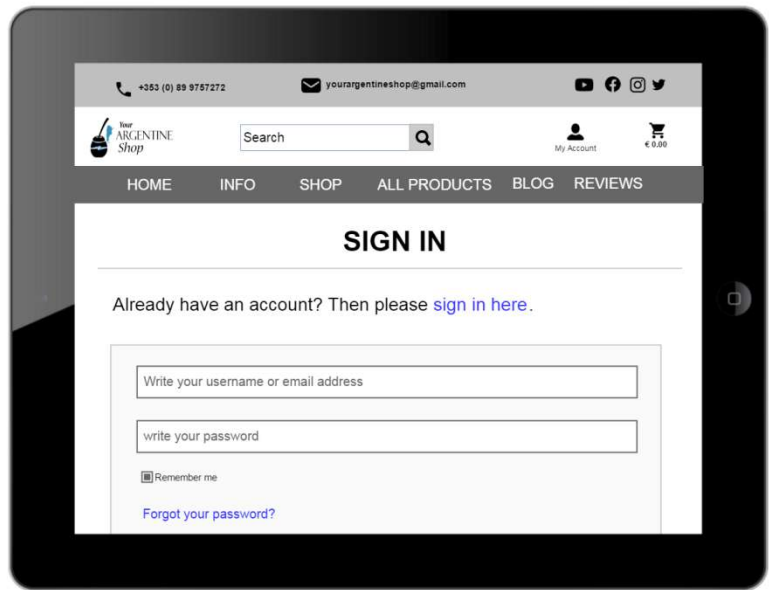 +353 (0) 89 9757272
yourargentineshop@gmail.com
Your
ARGENTINE
Shop
Search
My Account
€ 0.00
HOME INFO SHOP ALL PRODUCTS BLOG REVIEWS
SIGN IN
Already have an account? Then please sign in here.
Write your username or email address
write your password
Remember me
Forgot your password?